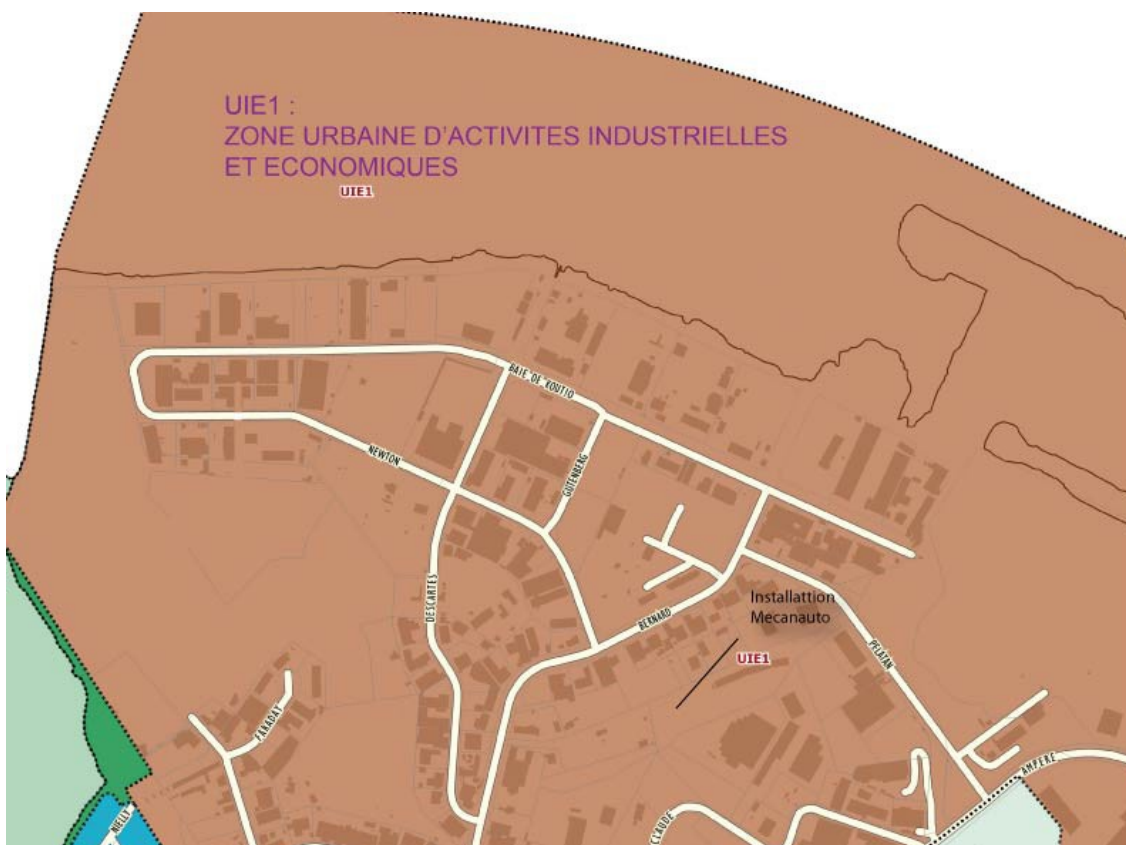 UIE1 :
ZONE URBAINE D'ACTIVITES INDUSTRIELLES
ET ECONOMIQUES
UIE1
BAIE DE KOUTIO
NEWTON
GUTENBERG
DESCARTES
BERNARD
Installattion
Mecanauto
PELATAN
UIE1
FARADAY
AMPERE
NIELLY
CLAUDE